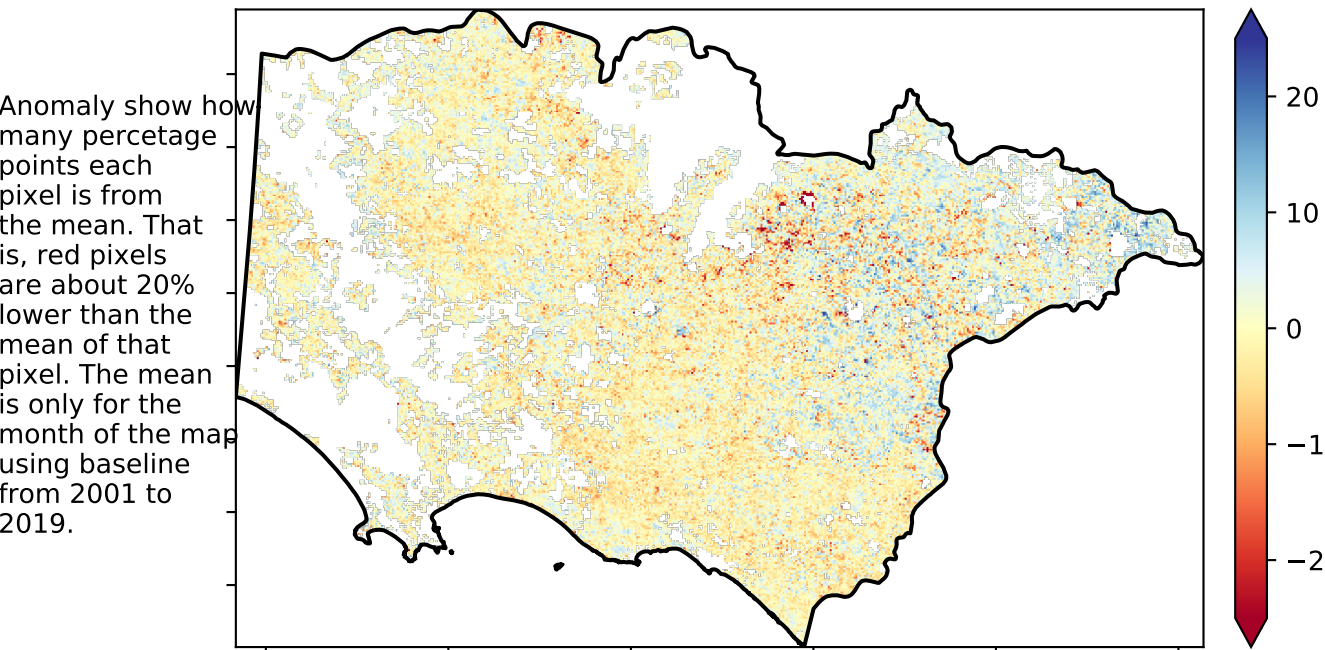 Anomaly show how
many percetage
points each
pixel is from
the mean. That
is, red pixels
are about 20%
lower than the
mean of that
pixel. The mean
is only for the
month of the map
using baseline
from 2001 to
2019.
20
10
0
−1
−2